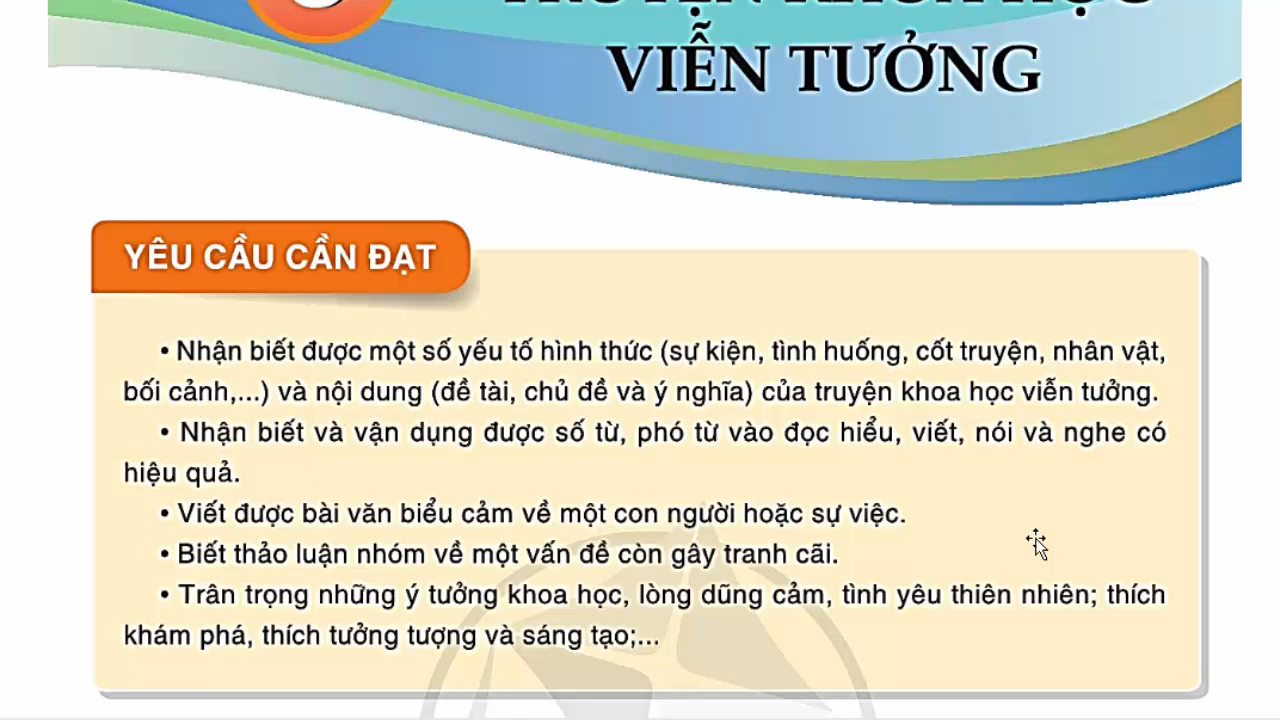 TRUYỆN KHOA HỌC
VIỄN TƯỞNG
YÊU CẦU CẦN ĐẠT
• Nhận biết được một số yếu tố hình thức (sự kiện, tình huống, cốt truyện, nhân vật,
bối cảnh,...) và nội dung (đề tài, chủ đề và ý nghĩa) của truyện khoa học viễn tưởng.
• Nhận biết và vận dụng được số từ, phó từ vào đọc hiểu, viết, nói và nghe có
hiệu quả.
• Viết được bài văn biểu cảm về một con người hoặc sự việc.
• Biết thảo luận nhóm về một vấn đề còn gây tranh cãi.
• Trân trọng những ý tưởng khoa học, lòng dũng cảm, tình yêu thiên nhiên; thích
khám phá, thích tưởng tượng và sáng tạo;...